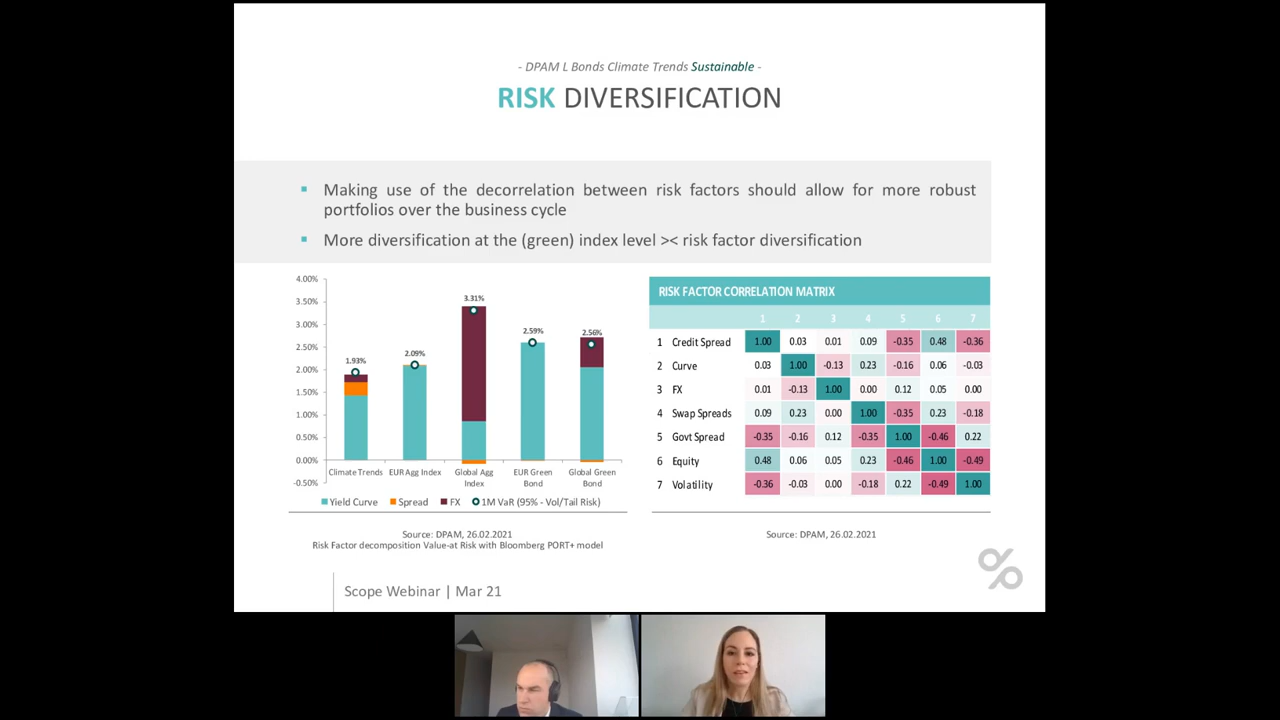 - DPAM L Bonds Climate Trends Sustainable -
RISK DIVERSIFICATION
Making use of the decorrelation between risk factors should allow for more robust
portfolios over the business cycle
More diversification at the (green) index level >< risk factor diversification
4.00%
3.50%
3.00%
2.50%
2.00%
1.50%
1.00%
0.50%
0.00%
-0.50%
1.93%
2.09%
3.31%
2.59%
2.56%
Climate Trends EUR Agg Index Global Agg EUR Green Global Green
Index Bond Bond
Yield Curve Spread FX 1M VaR (95% - Vol/Tail Risk)
Source: DPAM, 26.02.2021
Risk Factor decomposition Value-at Risk with Bloomberg PORT+ model
RISK FACTOR CORRELATION MATRIX
1 2 3 4 5 6 7
1 Credit Spread 1.00 0.03 0.01 0.09 -0.35 0.48 -0.36
2 Curve 0.03 1.00 -0.13 0.23 -0.16 0.06 -0.03
3 FX 0.01 -0.13 1.00 0.00 0.12 0.05 0.00
4 Swap Spreads 0.09 0.23 0.00 1.00 -0.35 0.23 -0.18
5 Govt Spread -0.35 -0.16 0.12 -0.35 1.00 -0.46 0.22
6 Equity 0.48 0.06 0.05 0.23 -0.46 1.00 -0.49
7 Volatility -0.36 -0.03 0.00 -0.18 0.22 -0.49 1.00
Source: DPAM, 26.02.2021
Scope Webinar | Mar 21